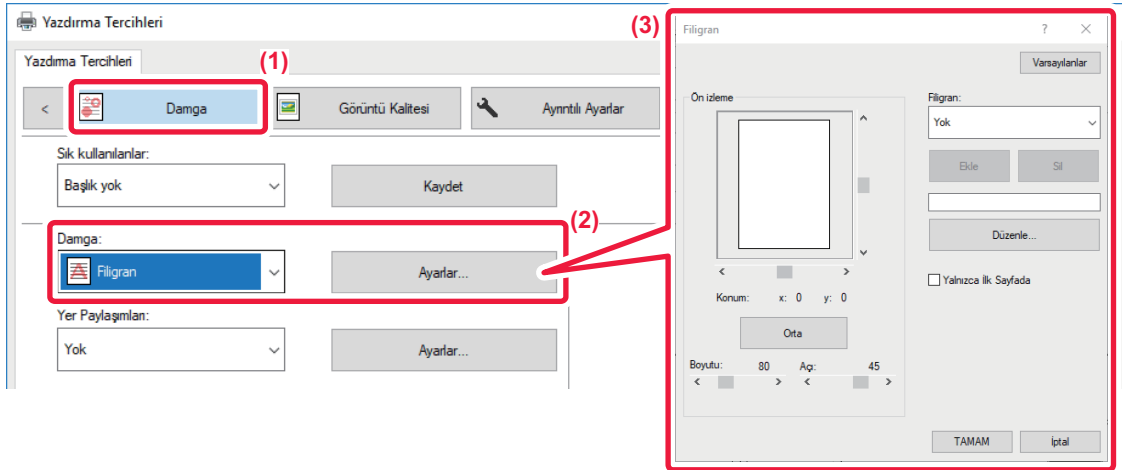 Yazdırma Tercihleri
Yazdırma Tercihleri
(1)
< Damga Görüntü Kalitesi Ayrıntılı Ayarlar
Sık kullanılanlar:
Başlık yok Kaydet
(2)
Damga:
Filigran Ayarlar...
Yer Paylaşımları:
Yok Ayarlar...
(3)
Filigran ? ×
Varsayılanlar
Ön izleme
Filigran:
Yok
Ekle Sil
Düzenle...
Yalnızca İlk Sayfada
Konum: x: 0 y: 0
Orta
Boyutu: 80 Açı: 45
TAMAM İptal